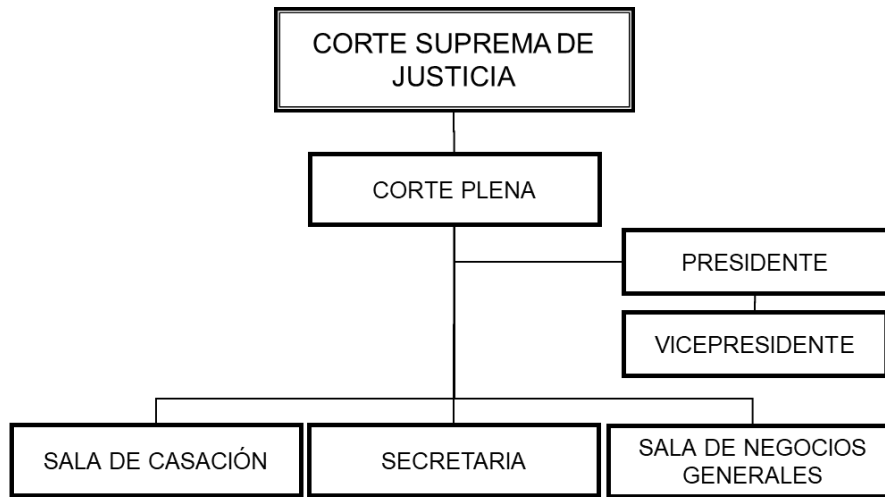 CORTE SUPREMA DE
JUSTICIA
CORTE PLENA
PRESIDENTE
VICEPRESIDENTE
SALA DE CASACIÓN
SECRETARIA
SALA DE NEGOCIOS
GENERALES